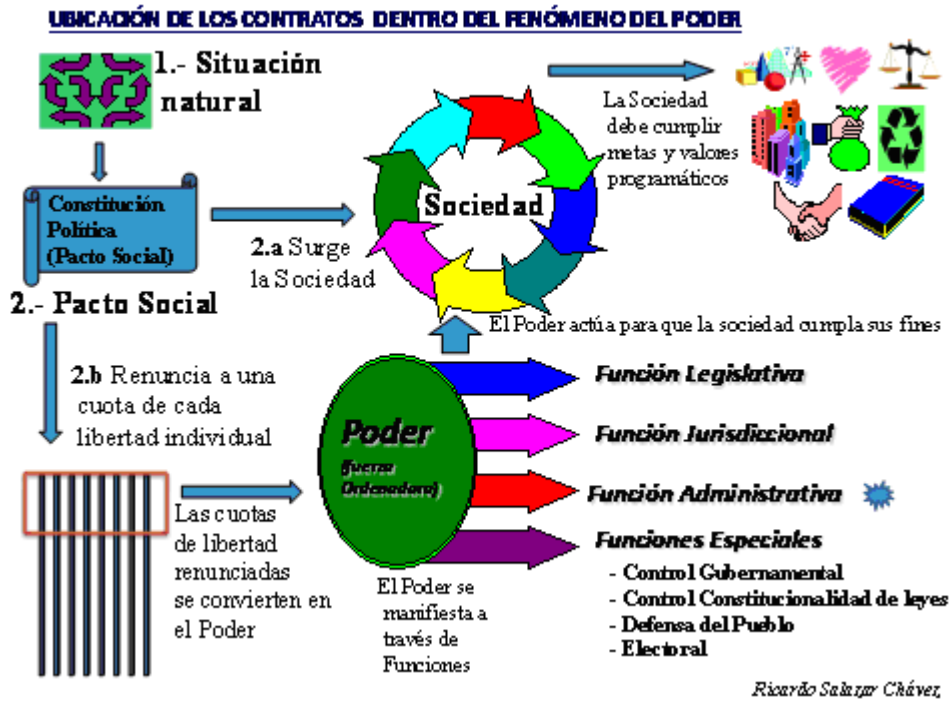 UBICACIÓN DE LOS CONTRATOS DENTRO DEL FENÓMENO DEL PODER
1.- Situación
natural
Constitución
Política
(Pacto Social)
2.- Pacto Social
2.a Surge
la Sociedad
Sociedad
La Sociedad
debe cumplir
metas y valores
programáticos
El Poder actúa para que la sociedad cumpla sus fines
2.b Renuncia a una
cuota de cada
libertad individual
Las cuotas
de libertad
renunciadas
se convierten en
el Poder
Poder
(fuerza
Ordenadora)
El Poder se
manifiesta a
través de
Funciones
Función Legislativa
Función Jurisdiccional
Función Administrativa
Funciones Especiales
- Control Gubernamental
- Control Constitucionalidad de leyes
- Defensa del Pueblo
- Electoral
Ricardo Salazar Chávez